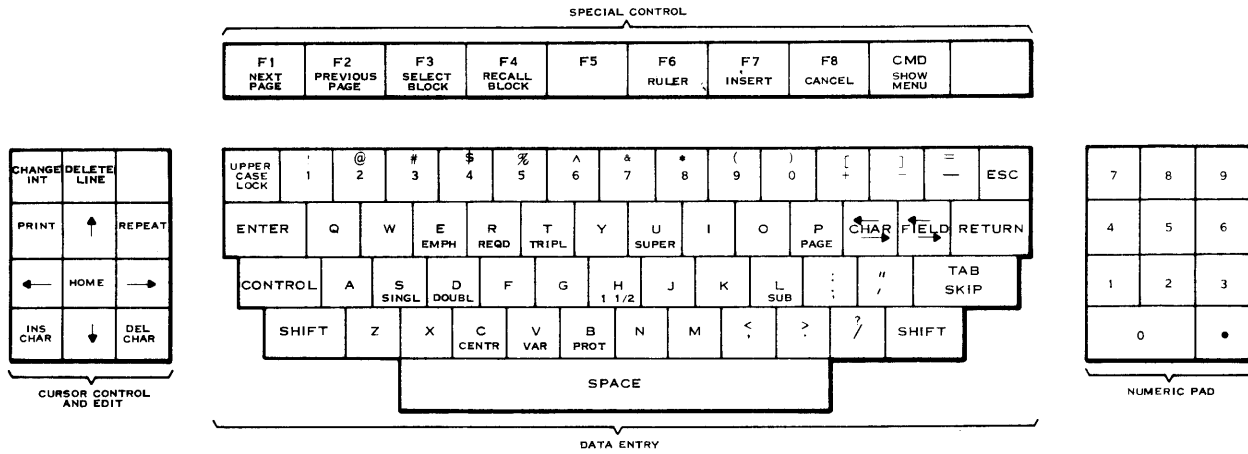 SPECIAL CONTROL
F1 F2 F3 F4 F5 F6 F7 F8 CMD
NEXT PAGE PREVIOUS PAGE SELECT BLOCK RECALL BLOCK RULER INSERT CANCEL SHOW MENU
CHANGE INT DELETE LINE
PRINT ↑ REPEAT
← HOME →
INS CHAR ↓ DEL CHAR
CURSOR CONTROL
AND EDIT
UPPER CASE LOCK ' 1 @ 2 # 3 $ 4 % 5 ^ 6 & 7 * 8 ( 9 ) 0 [ + ] - = — ESC
ENTER Q W E R T Y U I O P CHAR FIELD RETURN
EMPH REQD TRIPL SUPER PAGE
CONTROL A S D F G H J K L : ; " ' TAB SKIP
SINGL DOUBL 1 1/2 SUB
SHIFT Z X C V B N M < , > . ? / SHIFT
CENTR VAR PROT
SPACE
DATA ENTRY
7 8 9
4 5 6
1 2 3
0 •
NUMERIC PAD